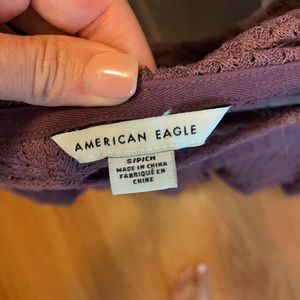 AMERICAN EAGLE
S/P/CH
MADE IN CHINA
FABRIQUÉ EN
CHINE